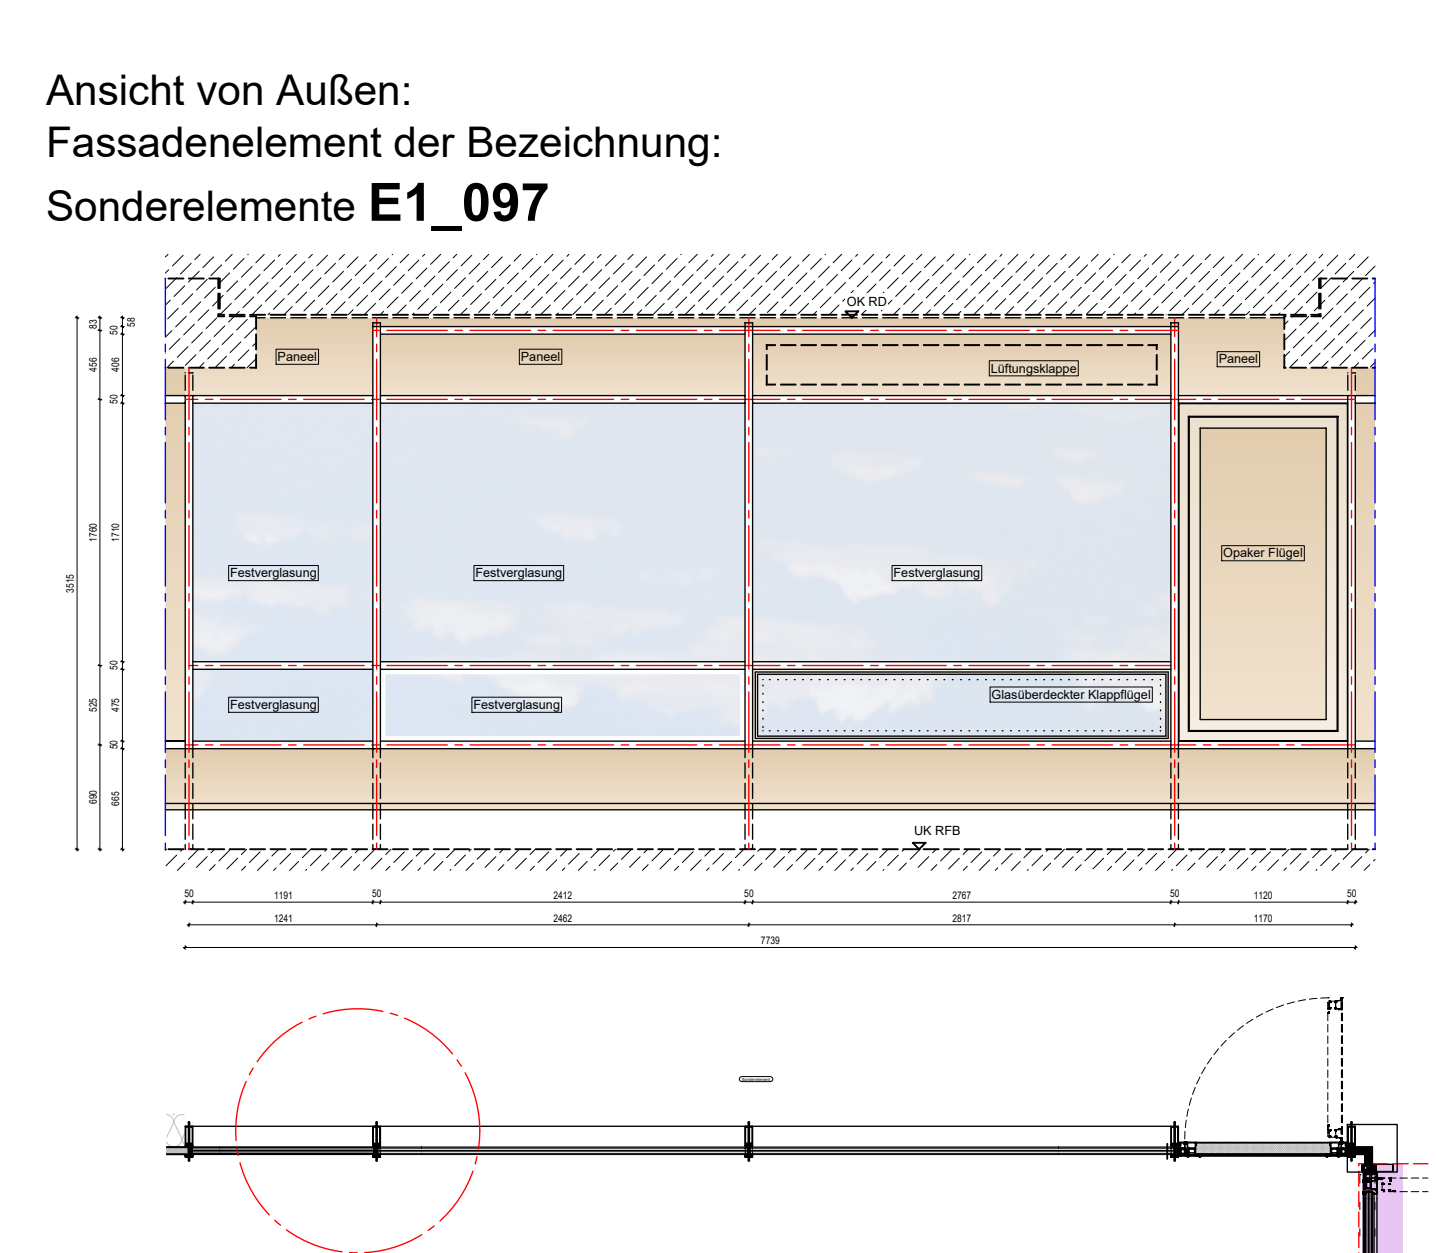 Ansicht von Außen:
Fassadenelement der Bezeichnung:
Sonderelemente E1_097
OK RD
83
50
58
Paneel
Paneel
Lüftungsklappe
Paneel
456
406
50
1760
1710
3515
Festverglasung
Festverglasung
Festverglasung
Opaker Flügel
50
525
475
Festverglasung
Festverglasung
Glasüberdeckter Klappflügel
50
690
665
UK RFB
50 1191 50 2412 50 2767 50 1120 50
1241 2462 2817 1170
7739
Sonderelement